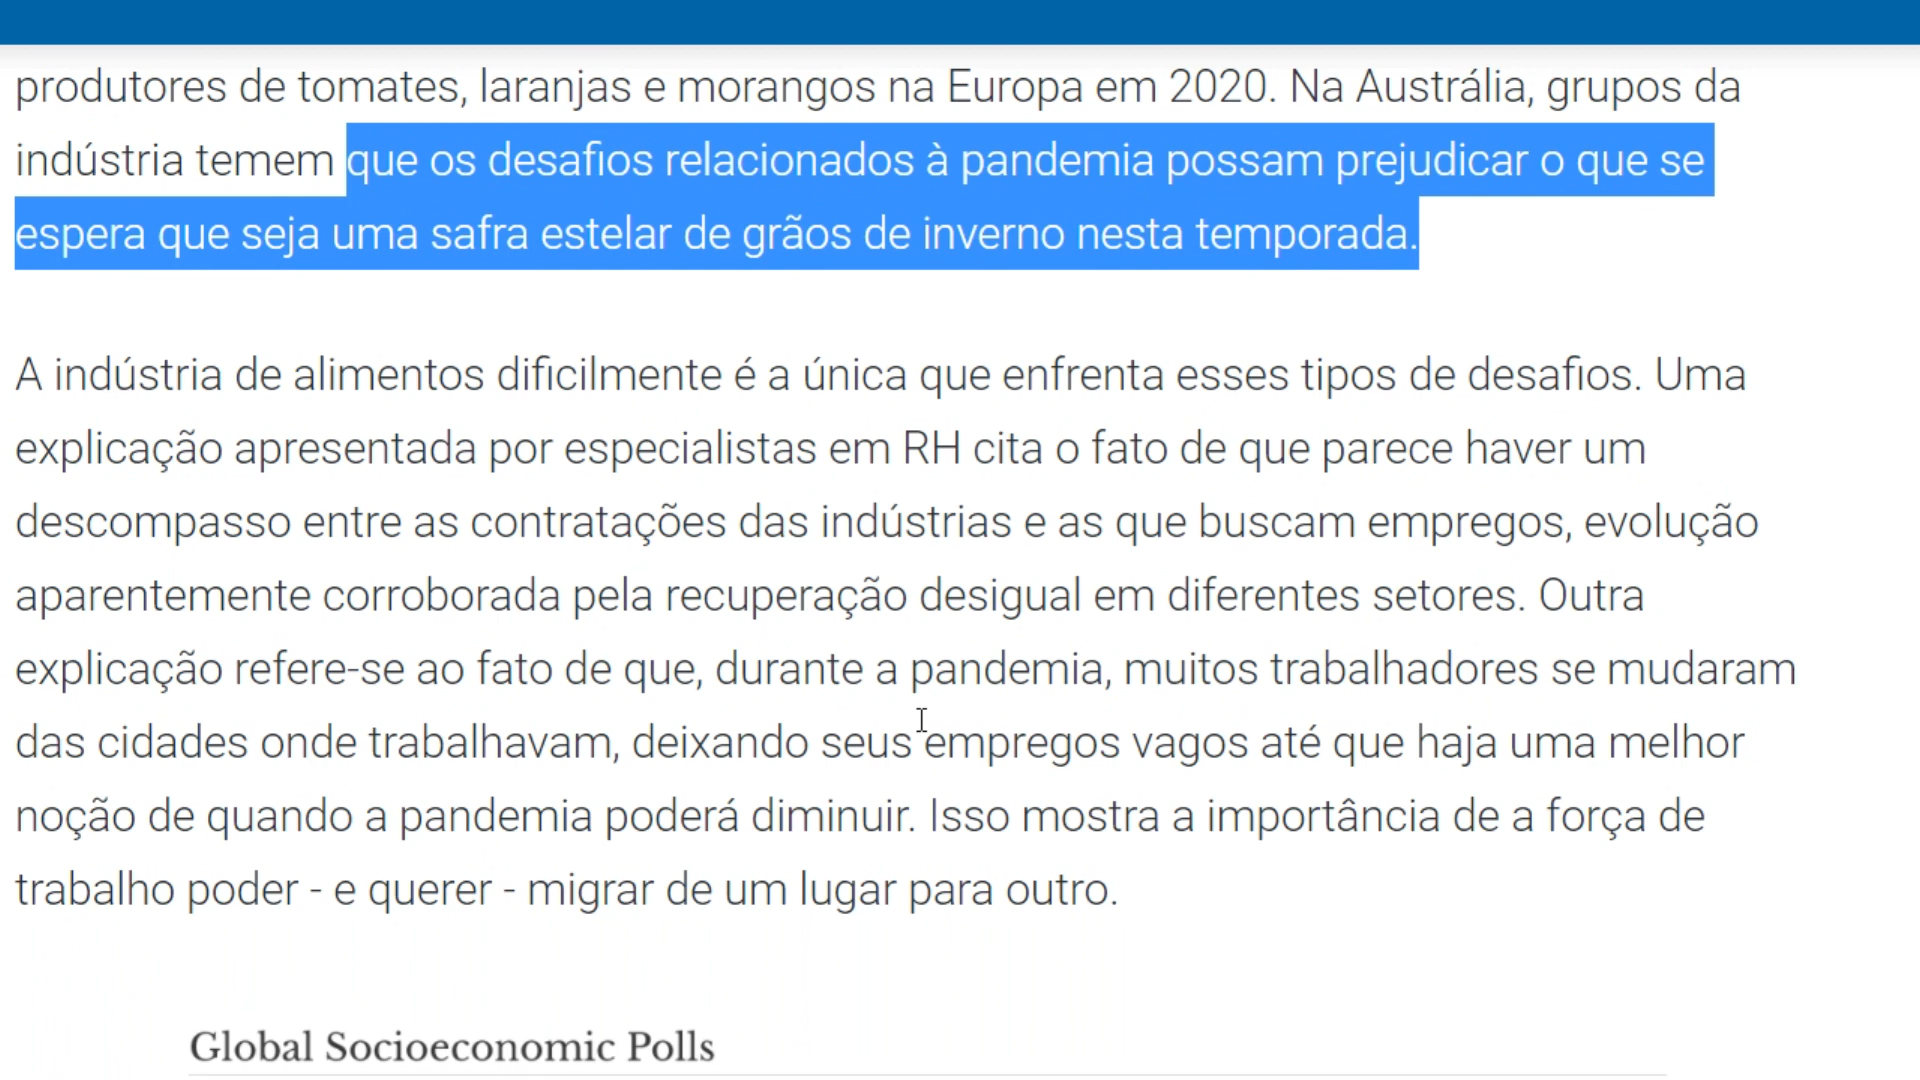 produtores de tomates, laranjas e morangos na Europa em 2020. Na Austrália, grupos da
indústria temem que os desafios relacionados à pandemia possam prejudicar o que se
espera que seja uma safra estelar de grãos de inverno nesta temporada.
A indústria de alimentos dificilmente é a única que enfrenta esses tipos de desafios. Uma
explicação apresentada por especialistas em RH cita o fato de que parece haver um
descompasso entre as contratações das indústrias e as que buscam empregos, evolução
aparentemente corroborada pela recuperação desigual em diferentes setores. Outra
explicação refere-se ao fato de que, durante a pandemia, muitos trabalhadores se mudaram
das cidades onde trabalhavam, deixando seus empregos vagos até que haja uma melhor
noção de quando a pandemia poderá diminuir. Isso mostra a importância de a força de
trabalho poder - e querer - migrar de um lugar para outro.
Global Socioeconomic Polls